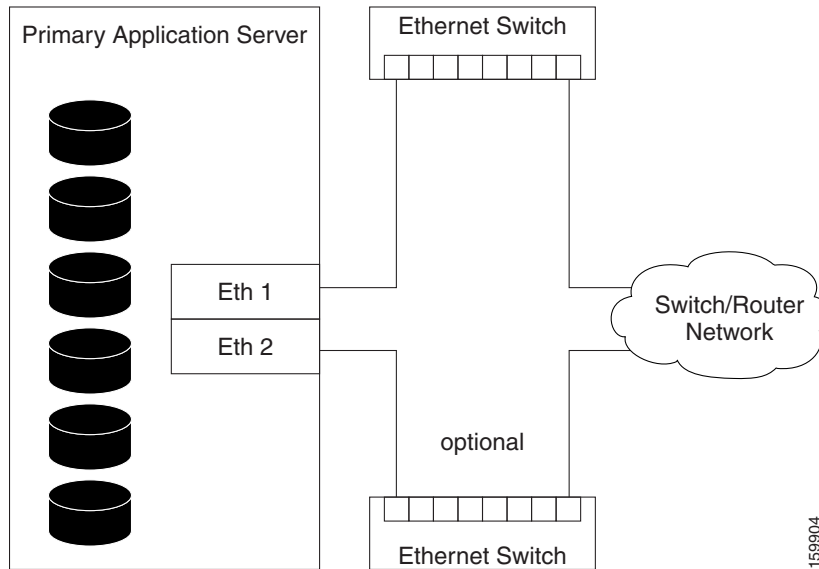 Primary Application Server
Ethernet Switch
Eth 1
Eth 2
Switch/Router
Network
optional
Ethernet Switch
159904